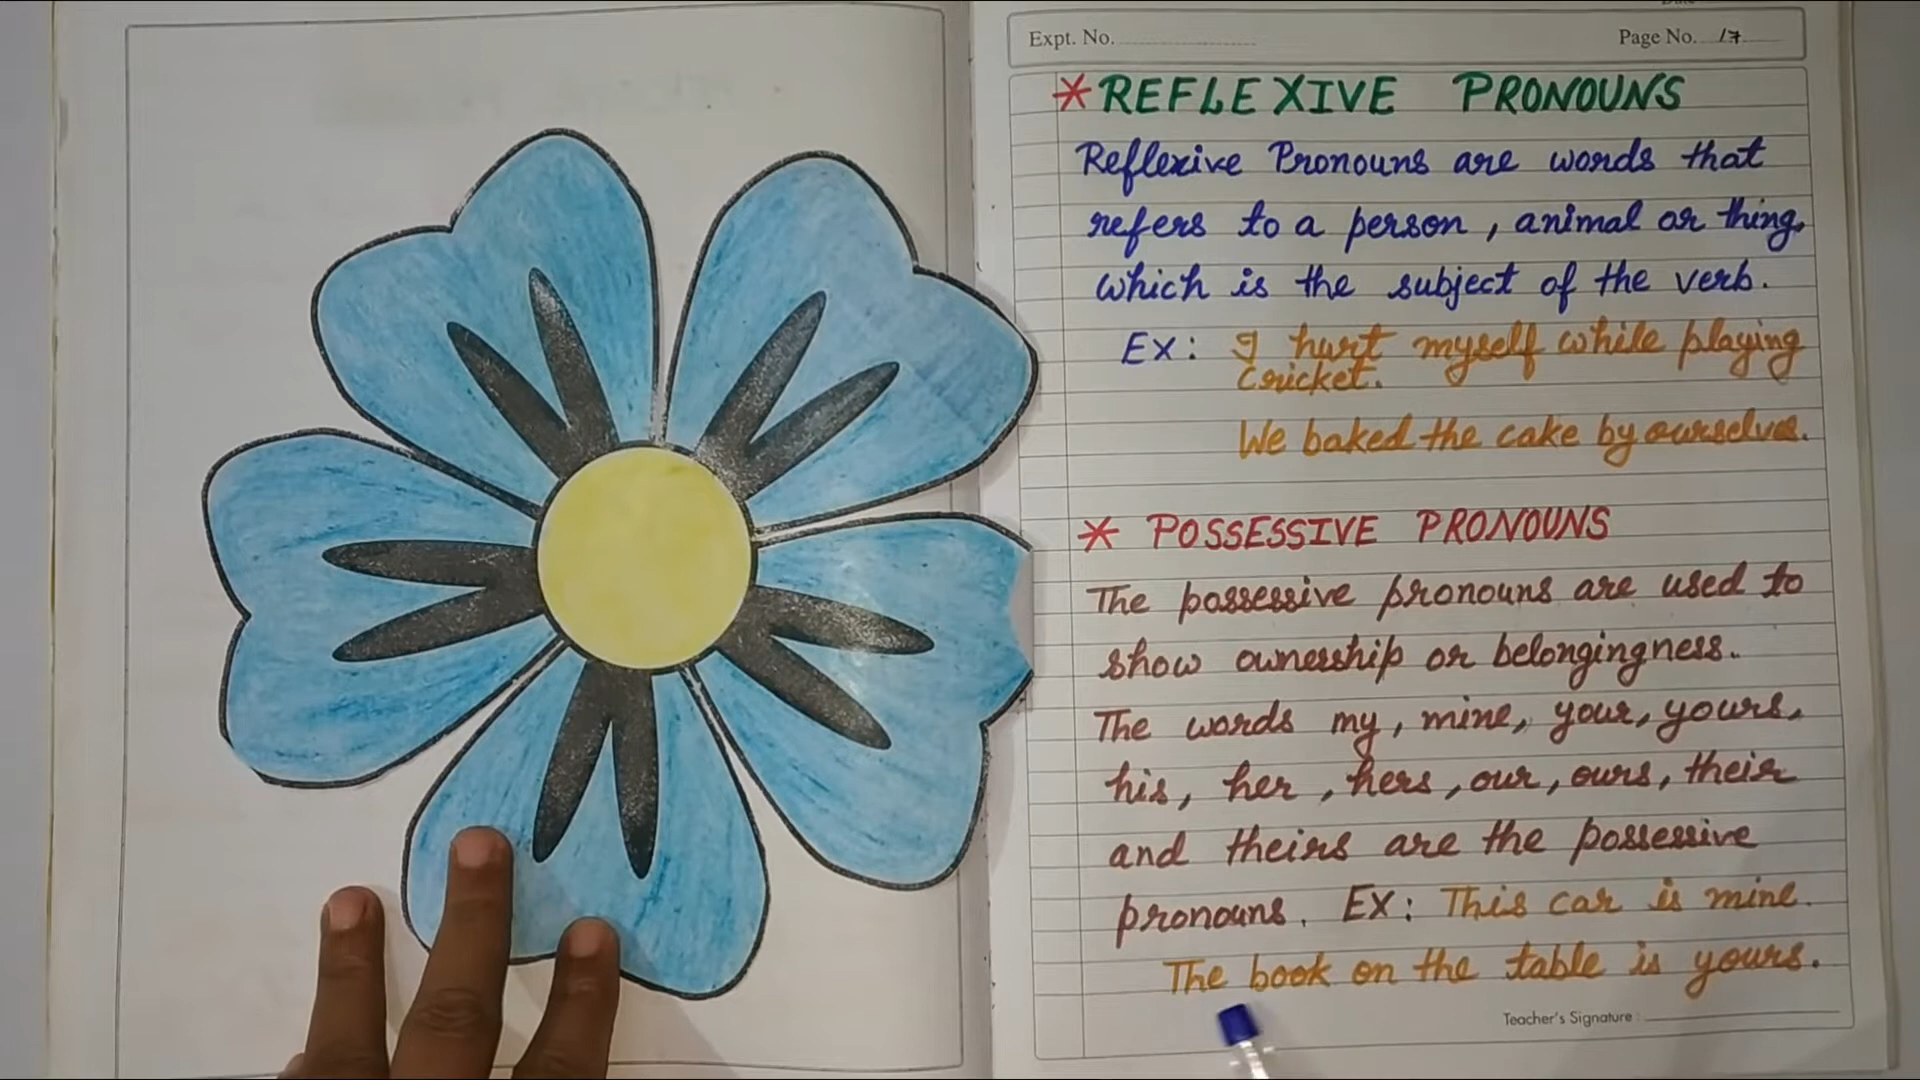 Expt. No.
Page No. 17
* REFLEXIVE PRONOUNS
Reflexive Pronouns are words that
refers to a person, animal or thing,
which is the subject of the verb.
Ex: I hurt myself while playing
cricket.
We baked the cake by ourselves.
* POSSESSIVE PRONOUNS
The possessive pronouns are used to
show ownership or belongingness.
The words my, mine, your, yours,
his, her, hers, our, ours, their
and theirs are the possessive
pronouns. Ex: This car is mine.
The book on the table is yours.
Teacher's Signature :